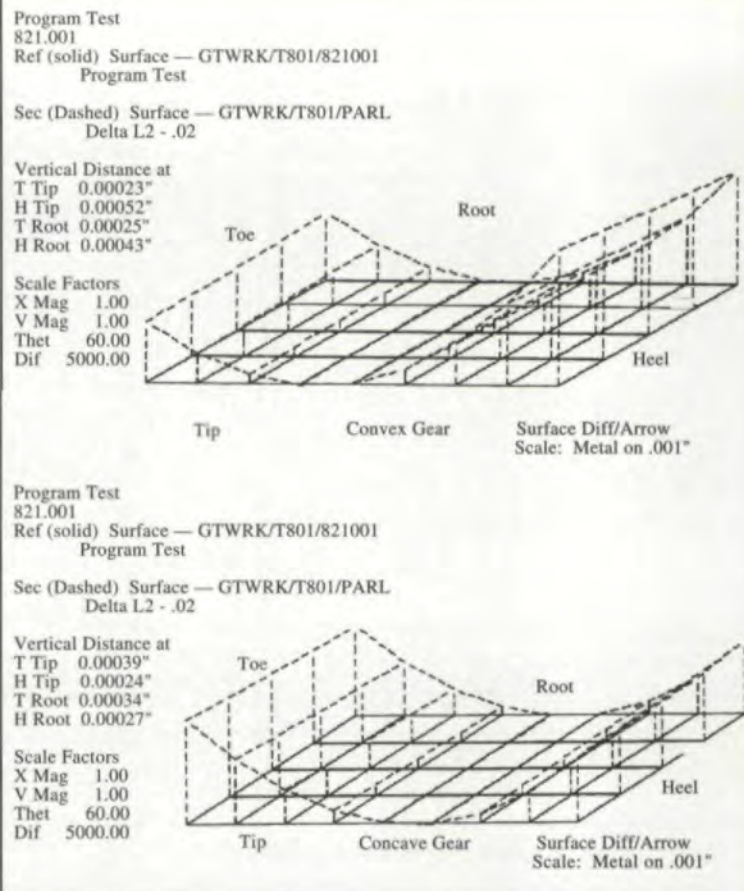 Program Test
821.001
Ref (solid) Surface — GTWRK/T801/821001
Program Test
Sec (Dashed) Surface — GTWRK/T801/PARL
Delta L2 - .02
Vertical Distance at
T Tip 0.00023"
H Tip 0.00052"
T Root 0.00025"
H Root 0.00043"
Scale Factors
X Mag 1.00
V Mag 1.00
Thet 60.00
Dif 5000.00
Toe
Root
Heel
Tip
Convex Gear
Surface Diff/Arrow
Scale: Metal on .001"
Program Test
821.001
Ref (solid) Surface — GTWRK/T801/821001
Program Test
Sec (Dashed) Surface — GTWRK/T801/PARL
Delta L2 - .02
Vertical Distance at
T Tip 0.00039"
H Tip 0.00024"
T Root 0.00034"
H Root 0.00027"
Scale Factors
X Mag 1.00
V Mag 1.00
Thet 60.00
Dif 5000.00
Toe
Root
Heel
Tip
Concave Gear
Surface Diff/Arrow
Scale: Metal on .001"